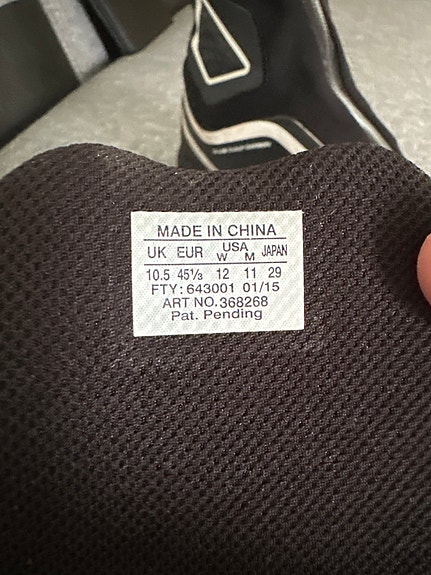 MADE IN CHINA
UK EUR USA W M JAPAN
10.5 45⅓ 12 11 29
FTY: 643001 01/15
ART NO. 368268
Pat. Pending